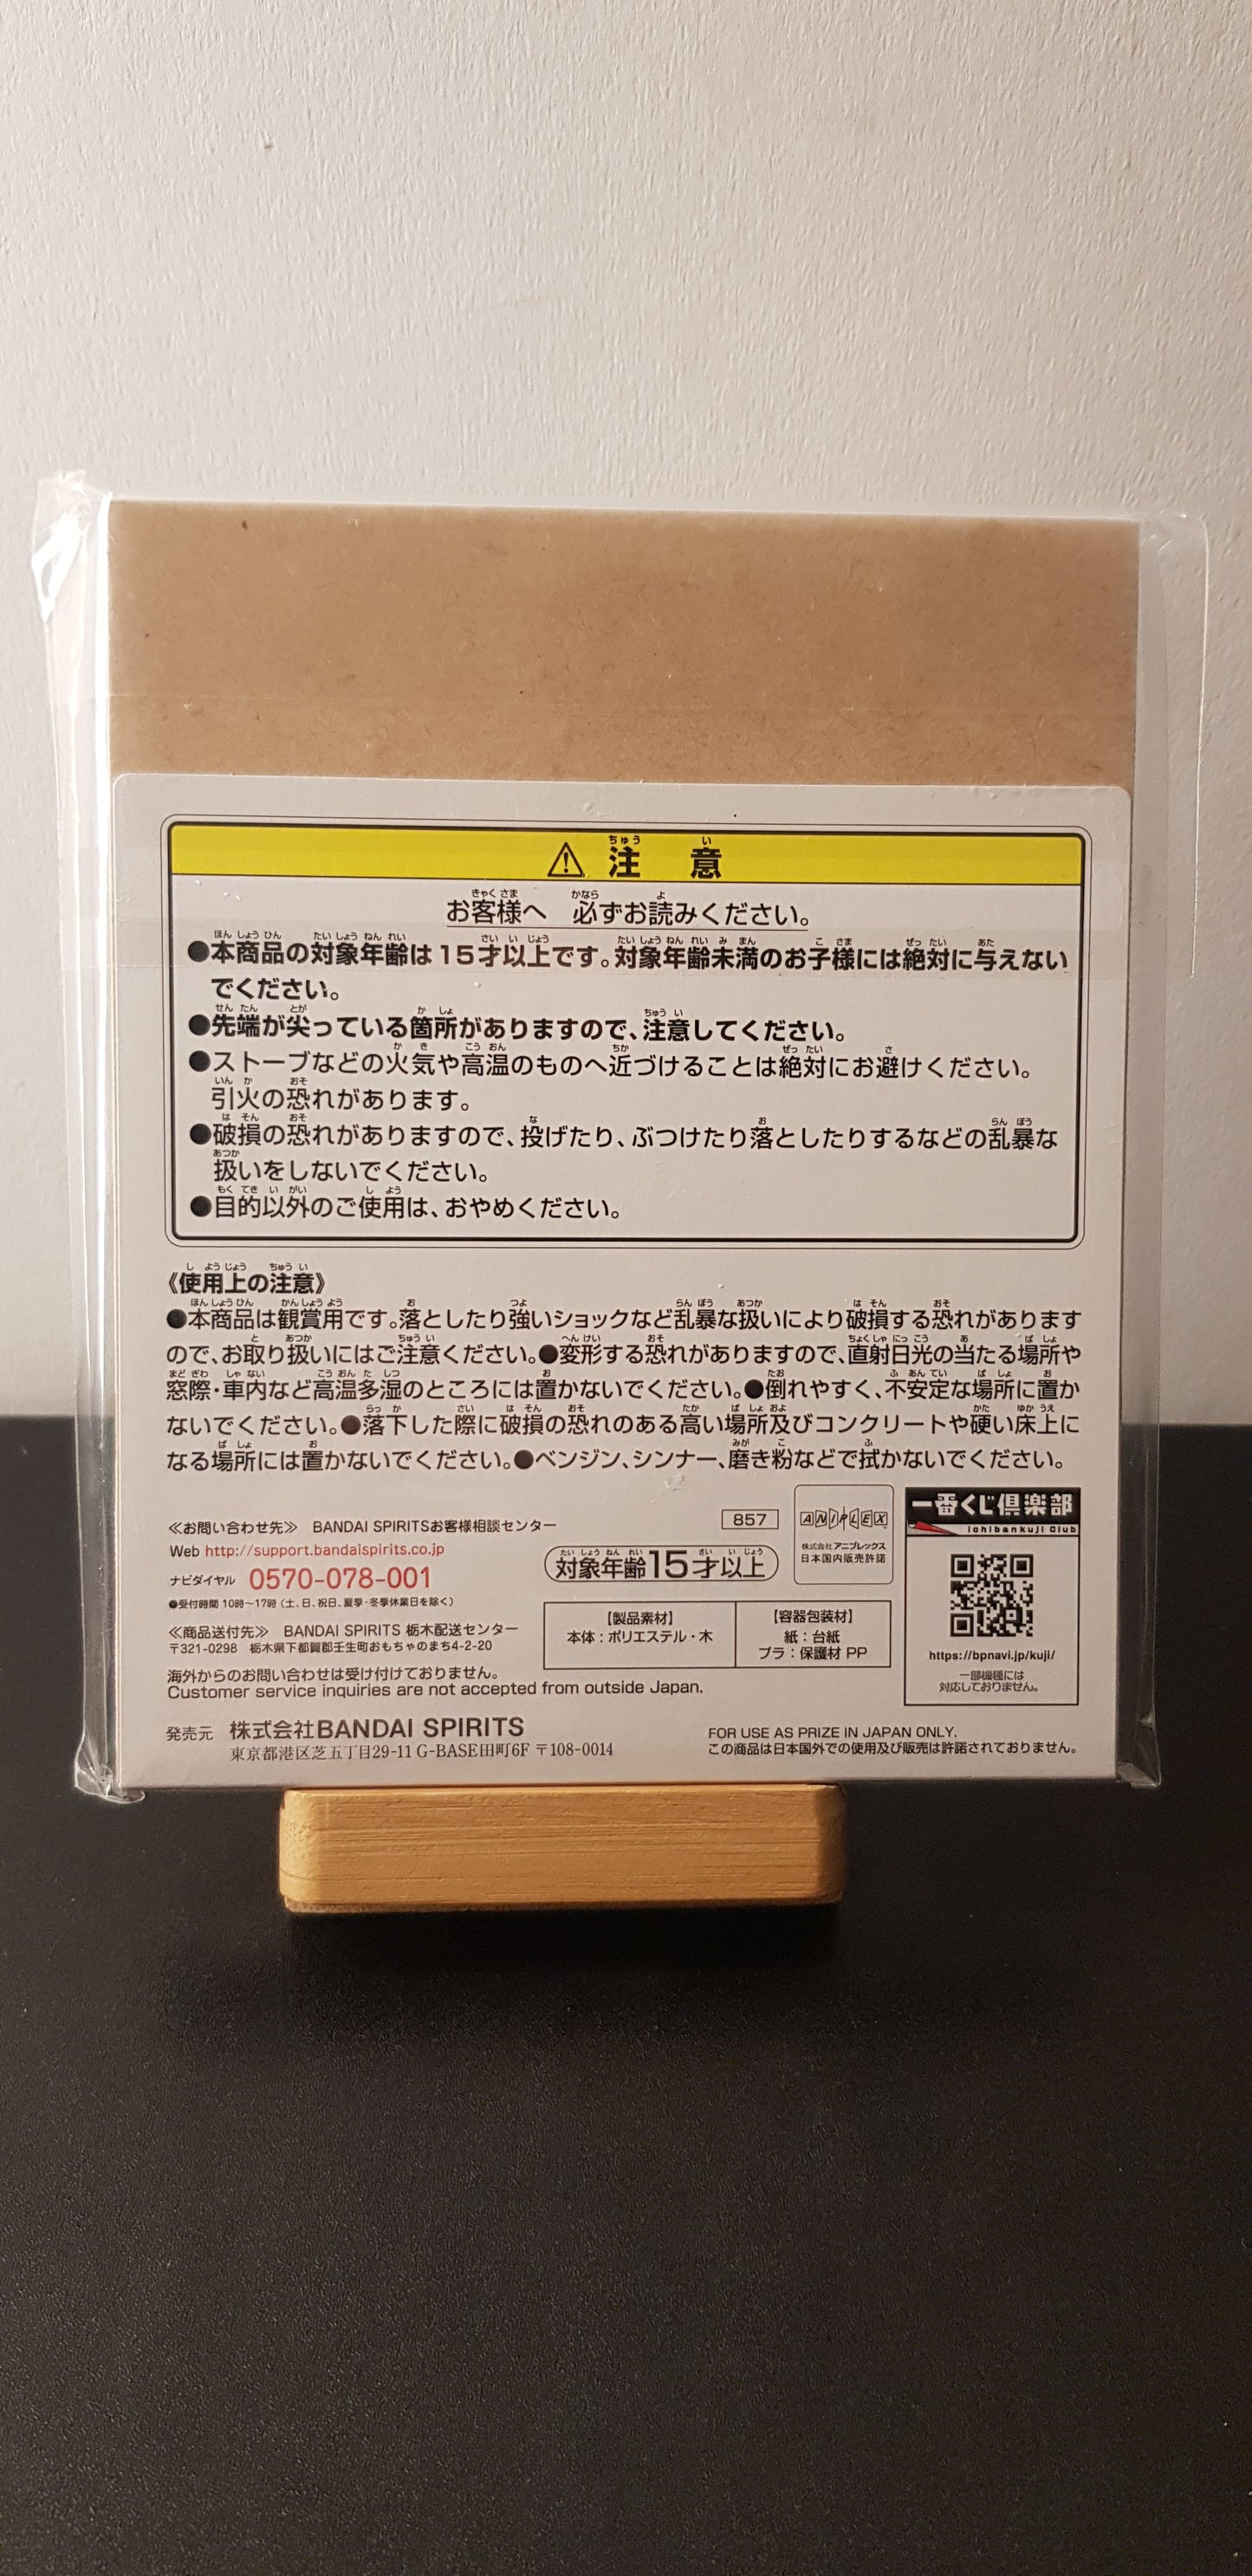 ⚠ 注意
お客様へ 必ずお読みください。
●本商品の対象年齢は15才以上です。対象年齢未満のお子様には絶対に与えない
でください。
●先端が尖っている箇所がありますので、注意してください。
●ストーブなどの火気や高温のものへ近づけることは絶対にお避けください。
引火の恐れがあります。
●破損の恐れがありますので、投げたり、ぶつけたり落としたりするなどの乱暴な
扱いをしないでください。
●目的以外のご使用は、おやめください。
《使用上の注意》
●本商品は観賞用です。落としたり強いショックなど乱暴な扱いにより破損する恐れがあります
ので、お取り扱いにはご注意ください。●変形する恐れがありますので、直射日光の当たる場所や
窓際・車内など高温多湿のところには置かないでください。●倒れやすく、不安定な場所に置か
ないでください。●落下した際に破損の恐れのある高い場所及びコンクリートや硬い床上に
なる場所には置かないでください。●ベンジン、シンナー、磨き粉などで拭かないでください。
≪お問い合わせ先≫ BANDAI SPIRITSお客様相談センター
Web http://support.bandaispirits.co.jp
ナビダイヤル 0570-078-001
●受付時間 10時~17時(土、日、祝日、夏季・冬季休業日を除く)
≪商品送付先≫ BANDAI SPIRITS 栃木配送センター
〒321-0298 栃木県下都賀郡壬生町おもちゃのまち4-2-20
海外からのお問い合わせは受け付けておりません。
Customer service inquiries are not accepted from outside Japan.
857
対象年齢15才以上
ANIPLEX
株式会社アニプレックス
日本国内販売許諾
【製品素材】
本体:ポリエステル・木
【容器包装材】
紙:台紙
プラ:保護材 PP
一番くじ倶楽部
Ichibankuji Club
https://bpnavi.jp/kuji/
一部機種には
対応しておりません。
発売元 株式会社BANDAI SPIRITS
東京都港区芝五丁目29-11 G-BASE田町6F 〒108-0014
FOR USE AS PRIZE IN JAPAN ONLY.
この商品は日本国外での使用及び販売は許諾されておりません。